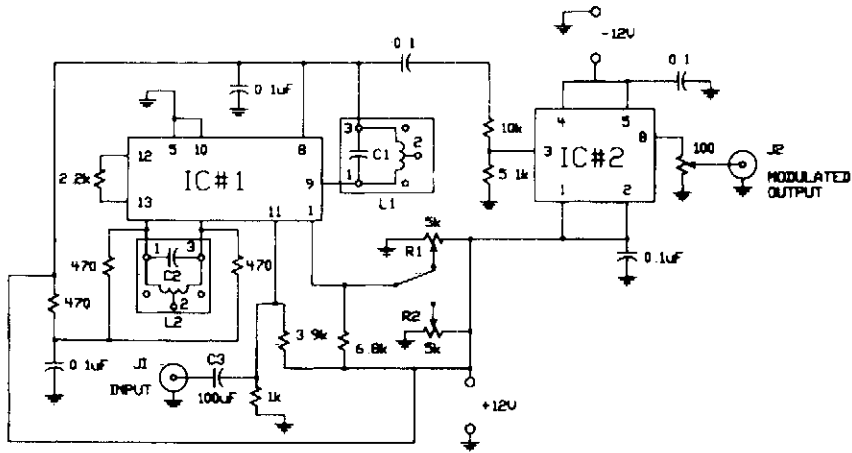 -12V
0 1
0 1
0 1uF
4
5
10k
3
8
100
J2
MODULATED
OUTPUT
IC#2
5 1k
1
2
0.1uF
5
10
8
3
2
C1
1
L1
12
13
2 2k
IC#1
9
11
1
5k
R1
1
3
C2
2
L2
470
470
470
R2
5k
3 9k
6.8k
0 1uF
J1
INPUT
C3
100uF
1k
+12V